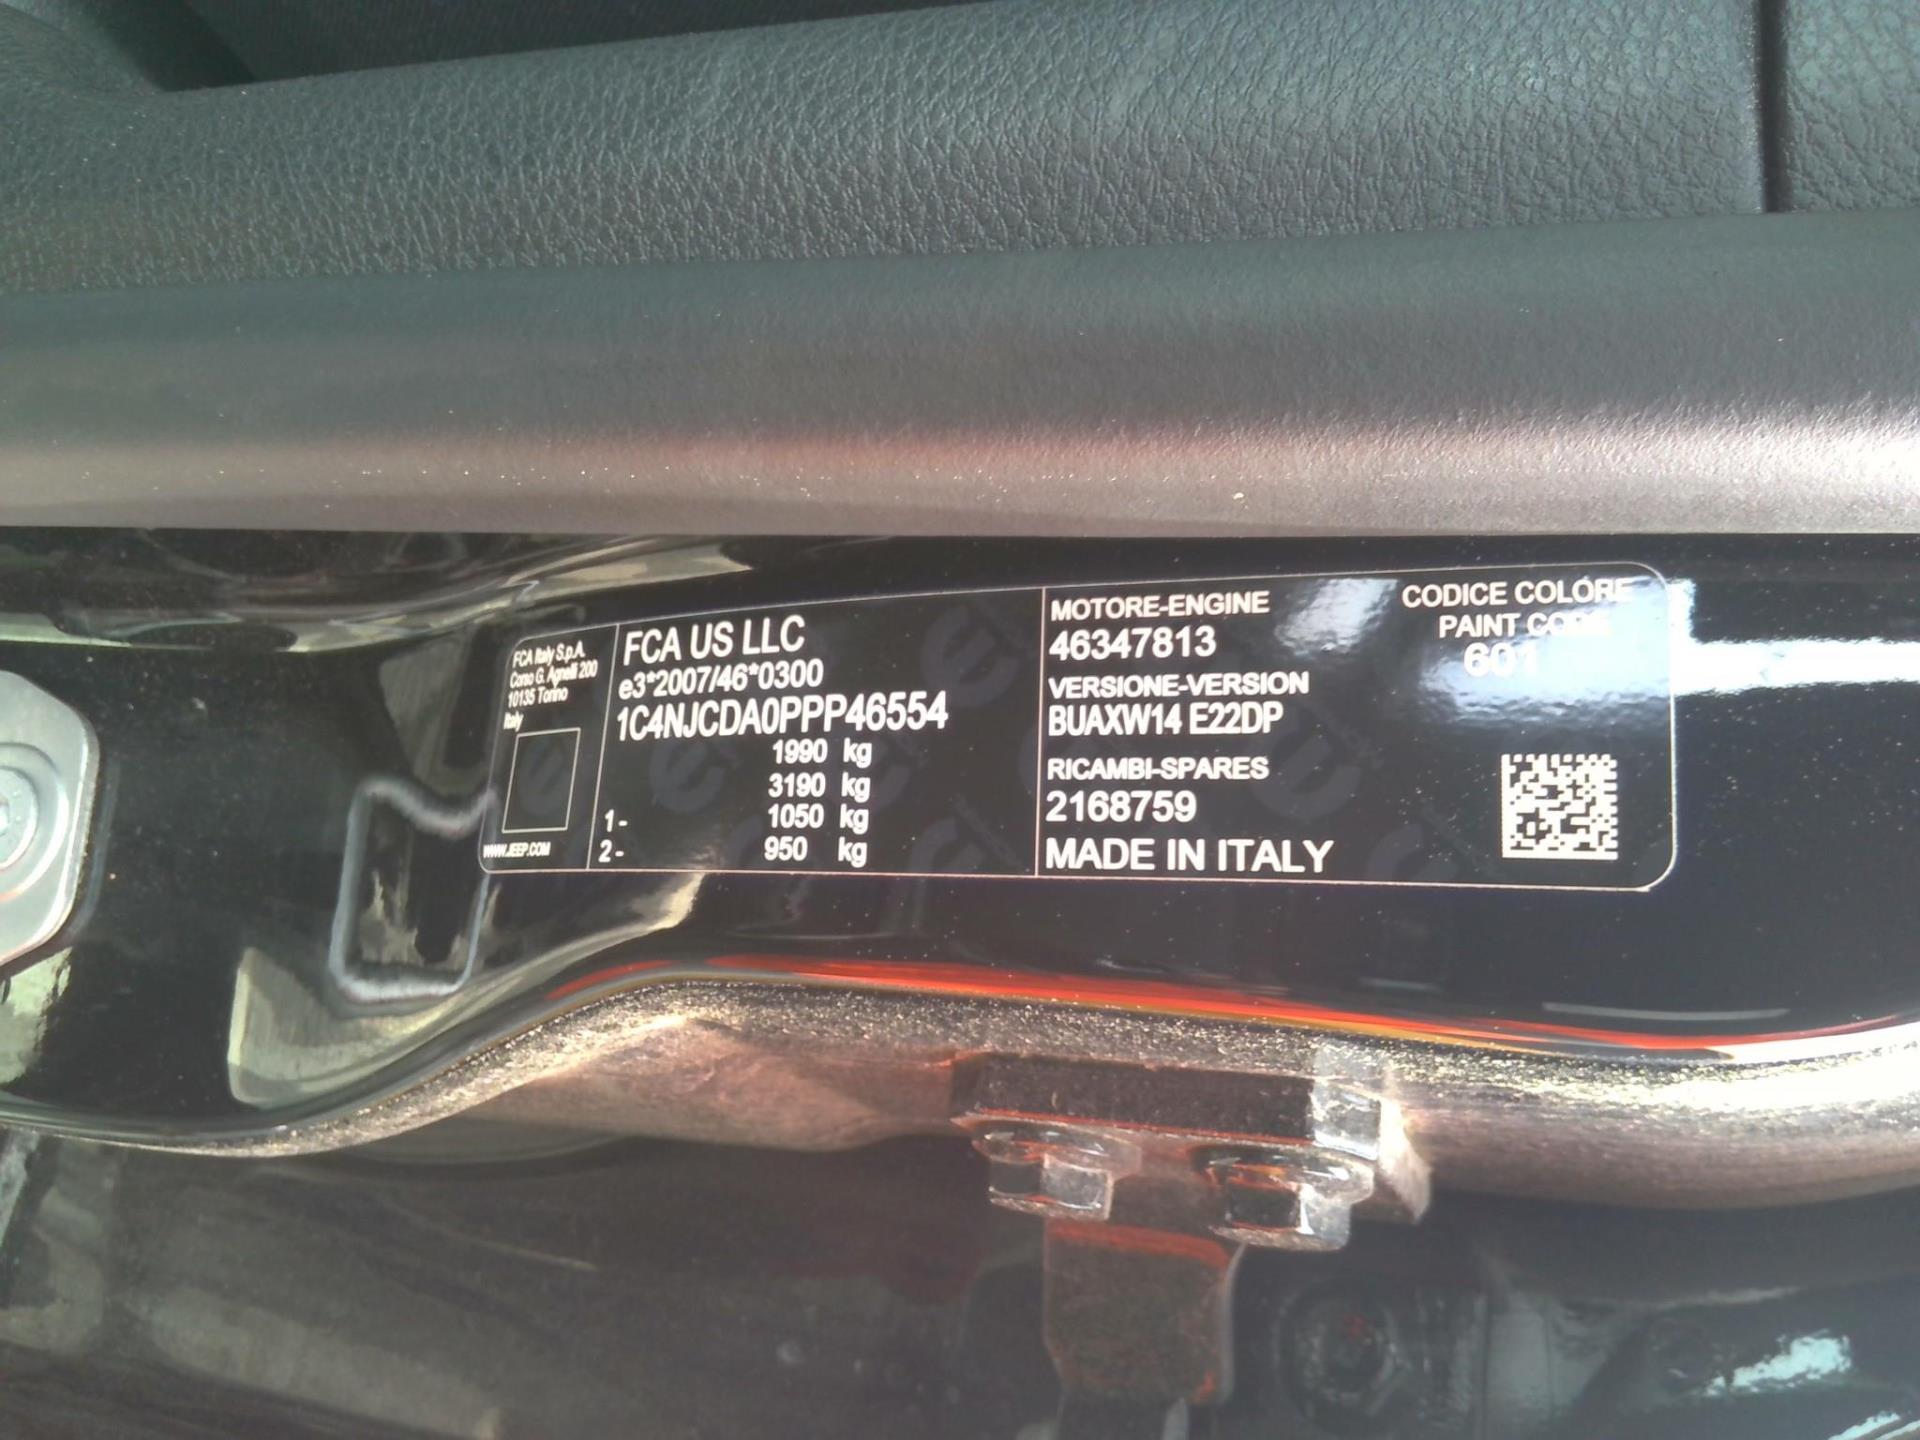 FCA Italy S.p.A.
Corso G. Agnelli 200
10135 Torino
Italy
WWW.JEEP.COM
FCA US LLC
e3*2007/46*0300
1C4NJCDA0PPP46554
1990 kg
3190 kg
1- 1050 kg
2- 950 kg
MOTORE-ENGINE
46347813
VERSIONE-VERSION
BUAXW14 E22DP
RICAMBI-SPARES
2168759
MADE IN ITALY
CODICE COLORE
PAINT CODE
601